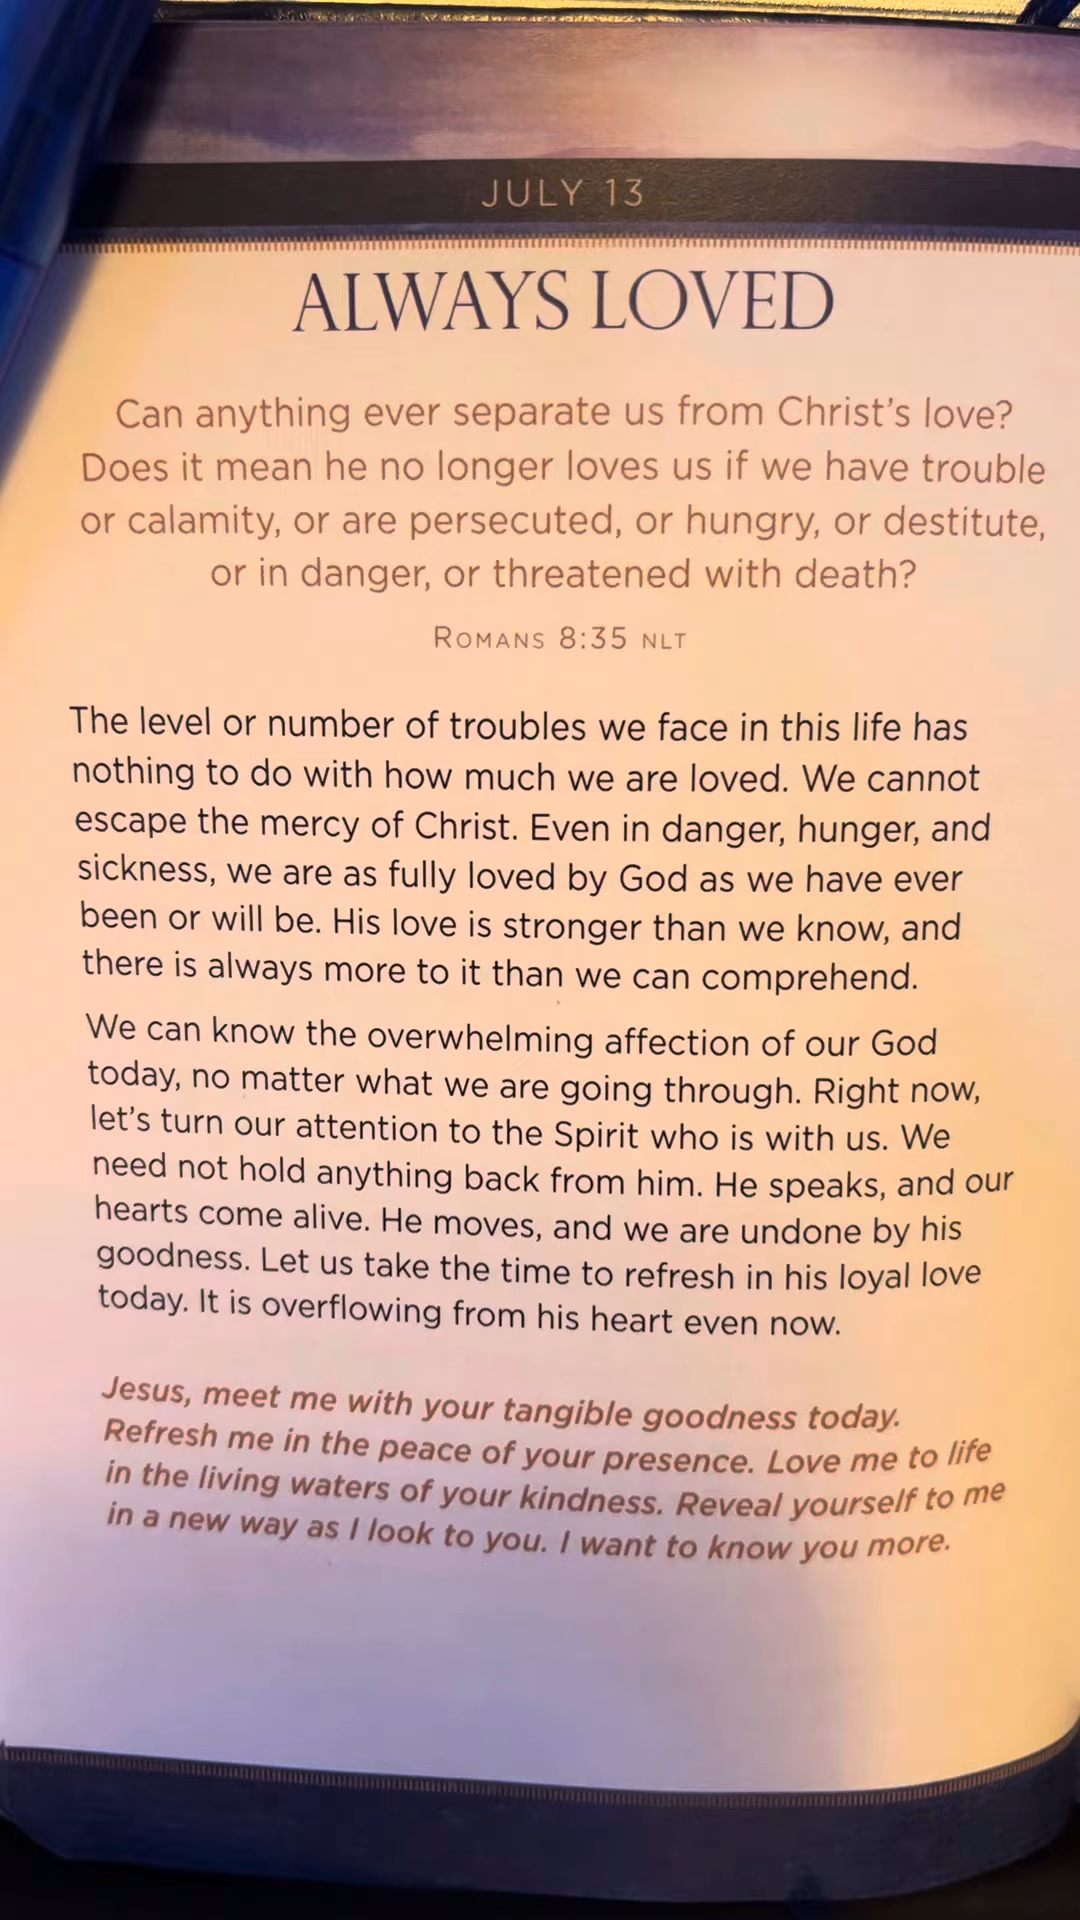 JULY 13
ALWAYS LOVED
Can anything ever separate us from Christ's love?
Does it mean he no longer loves us if we have trouble
or calamity, or are persecuted, or hungry, or destitute,
or in danger, or threatened with death?
ROMANS 8:35 NLT
The level or number of troubles we face in this life has
nothing to do with how much we are loved. We cannot
escape the mercy of Christ. Even in danger, hunger, and
sickness, we are as fully loved by God as we have ever
been or will be. His love is stronger than we know, and
there is always more to it than we can comprehend.
We can know the overwhelming affection of our God
today, no matter what we are going through. Right now,
let's turn our attention to the Spirit who is with us. We
need not hold anything back from him. He speaks, and our
hearts come alive. He moves, and we are undone by his
goodness. Let us take the time to refresh in his loyal love
today. It is overflowing from his heart even now.
Jesus, meet me with your tangible goodness today.
Refresh me in the peace of your presence. Love me to life
in the living waters of your kindness. Reveal yourself to me
in a new way as I look to you. I want to know you more.